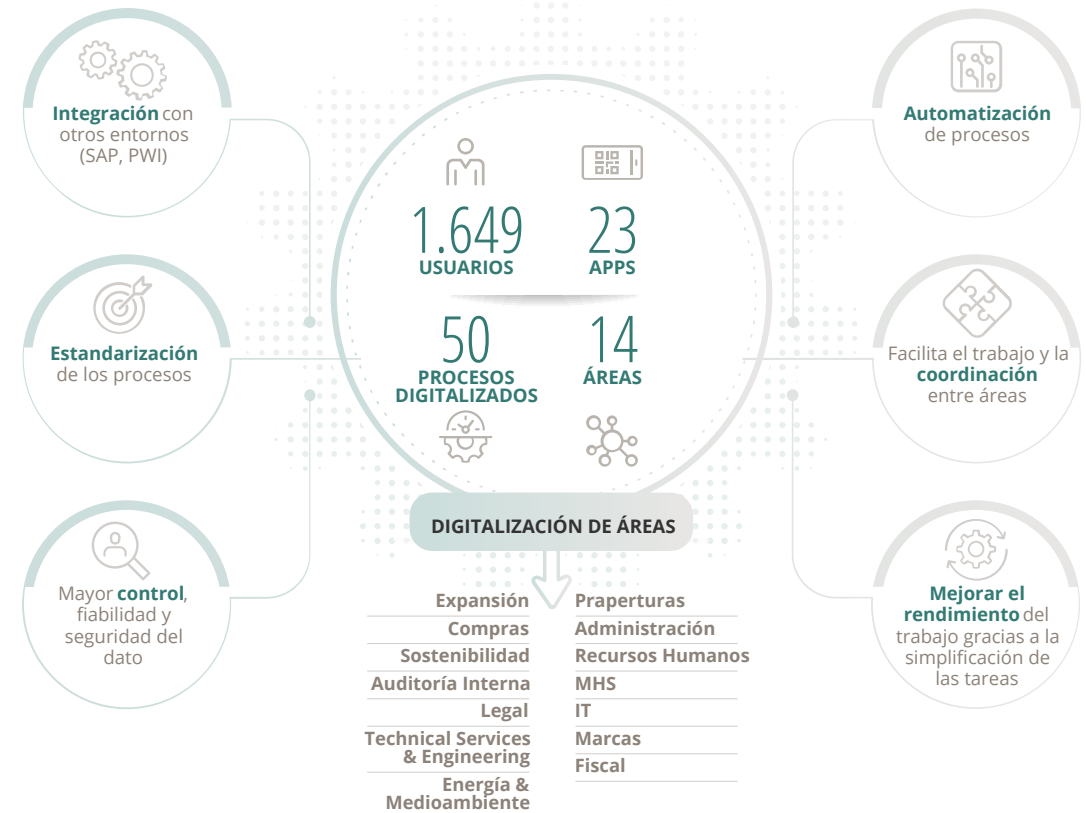 Integración con
otros entornos
(SAP, PWI)
Estandarización
de los procesos
Mayor control,
fiabilidad y
seguridad del
dato
1.649
USUARIOS
23
APPS
50
PROCESOS
DIGITALIZADOS
14
ÁREAS
DIGITALIZACIÓN DE ÁREAS
Expansión
Compras
Sostenibilidad
Auditoría Interna
Legal
Technical Services
& Engineering
Energía &
Medioambiente
Praperturas
Administración
Recursos Humanos
MHS
IT
Marcas
Fiscal
Automatización
de procesos
Facilita el trabajo y la
coordinación
entre áreas
Mejorar el
rendimiento del
trabajo gracias a la
simplificación de
las tareas